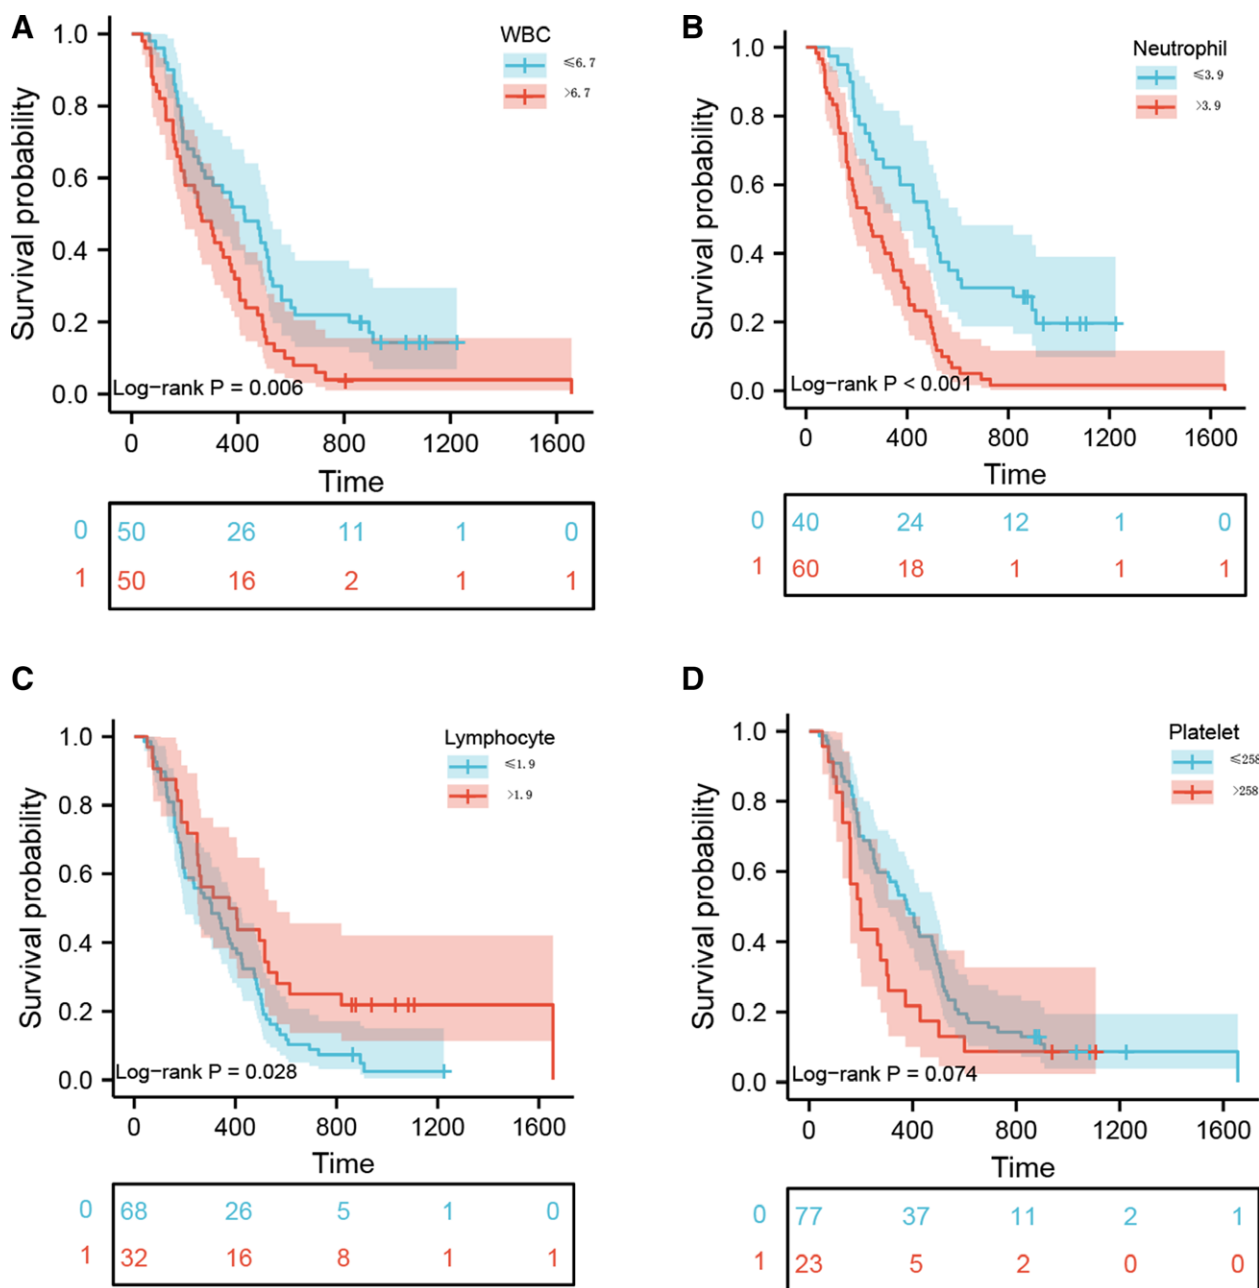 A
WBC
≤6.7
>6.7
Survival probability
1.0
0.8
0.6
0.4
0.2
0.0
Log-rank P = 0.006
0 400 800 1200 1600
Time
0 50 26 11 1 0
1 50 16 2 1 1
B
Neutrophil
≤3.9
>3.9
Survival probability
1.0
0.8
0.6
0.4
0.2
0.0
Log-rank P < 0.001
0 400 800 1200 1600
Time
0 40 24 12 1 0
1 60 18 1 1 1
C
Lymphocyte
≤1.9
>1.9
Survival probability
1.0
0.8
0.6
0.4
0.2
0.0
Log-rank P = 0.028
0 400 800 1200 1600
Time
0 68 26 5 1 0
1 32 16 8 1 1
D
Platelet
≤258
>258
Survival probability
1.0
0.8
0.6
0.4
0.2
0.0
Log-rank P = 0.074
0 400 800 1200 1600
Time
0 77 37 11 2 1
1 23 5 2 0 0